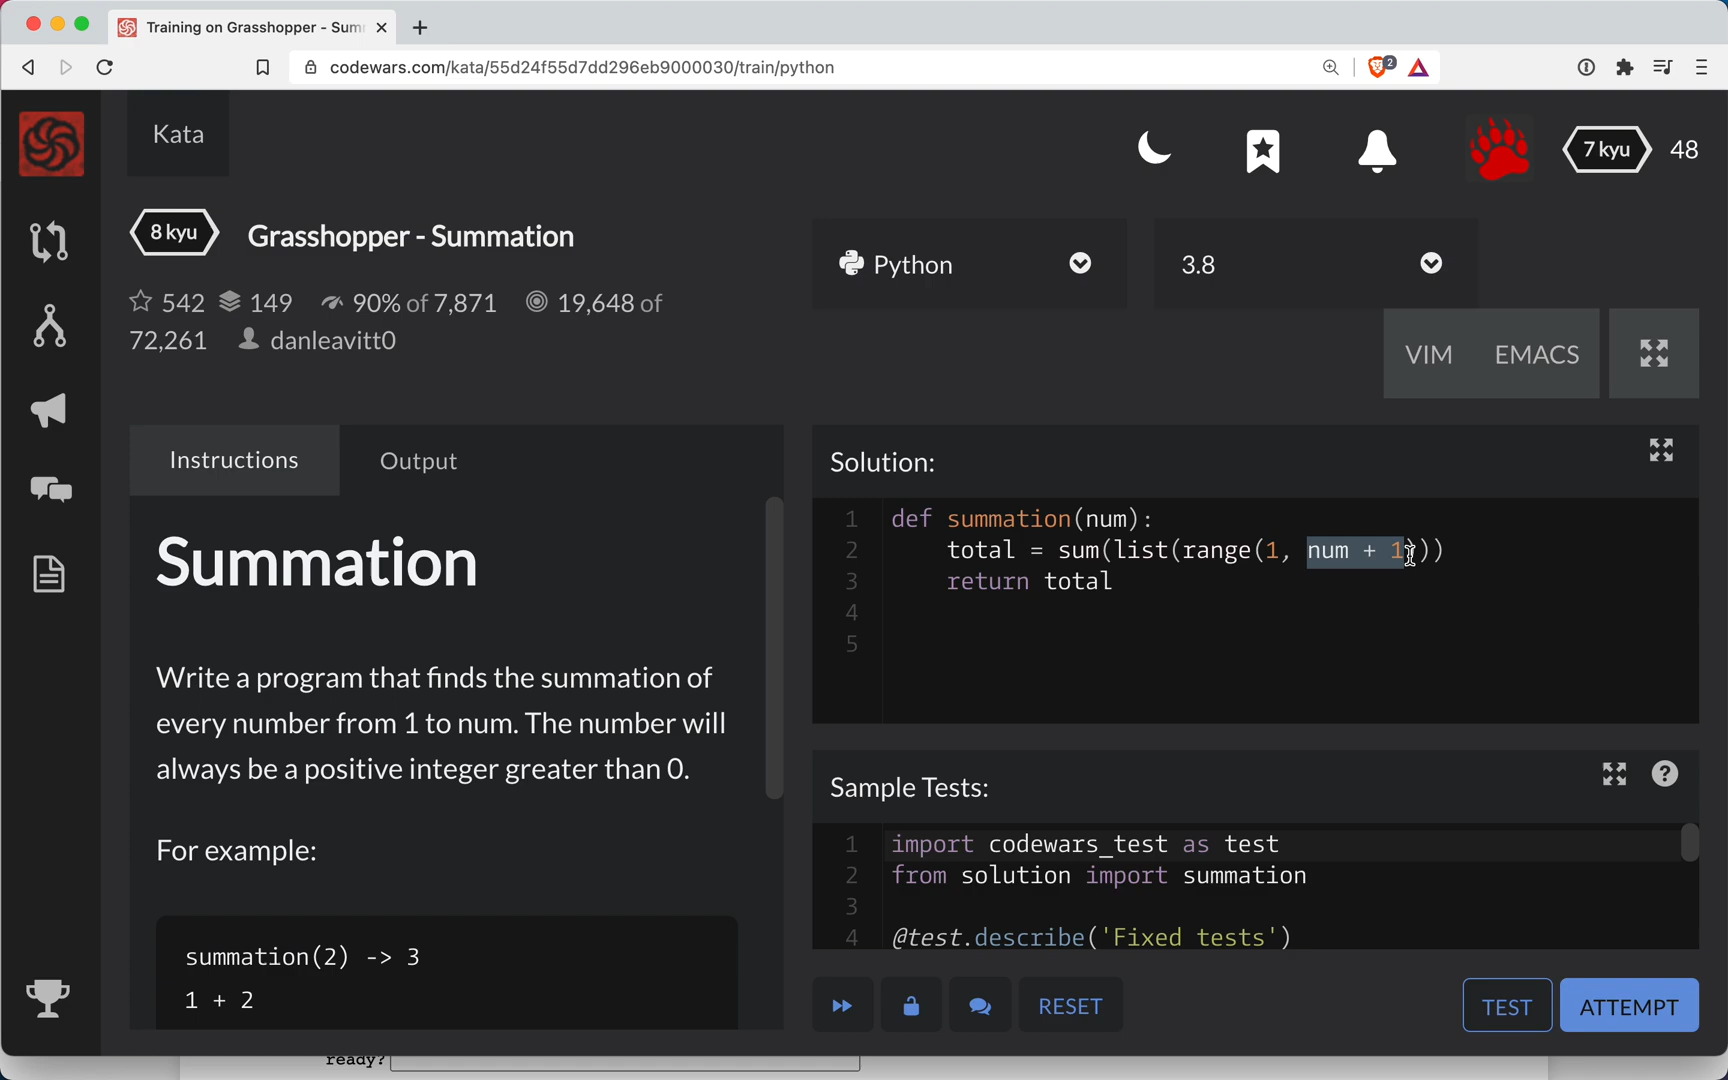 Training on Grasshopper - Sum
codewars.com/kata/55d24f55d7dd296eb9000030/train/python
2
Kata
7 kyu 48
8 kyu Grasshopper - Summation
542 149 90% of 7,871 19,648 of
72,261 danleavitt0
Python 3.8
VIM EMACS
Instructions Output
Summation
Write a program that finds the summation of
every number from 1 to num. The number will
always be a positive integer greater than 0.
For example:
summation(2) -> 3
1 + 2
Solution:
1 def summation(num):
2 total = sum(list(range(1, num + 1)))
3 return total
4
5
Sample Tests:
1 import codewars_test as test
2 from solution import summation
3
4 @test.describe('Fixed tests')
RESET TEST ATTEMPT
ready?